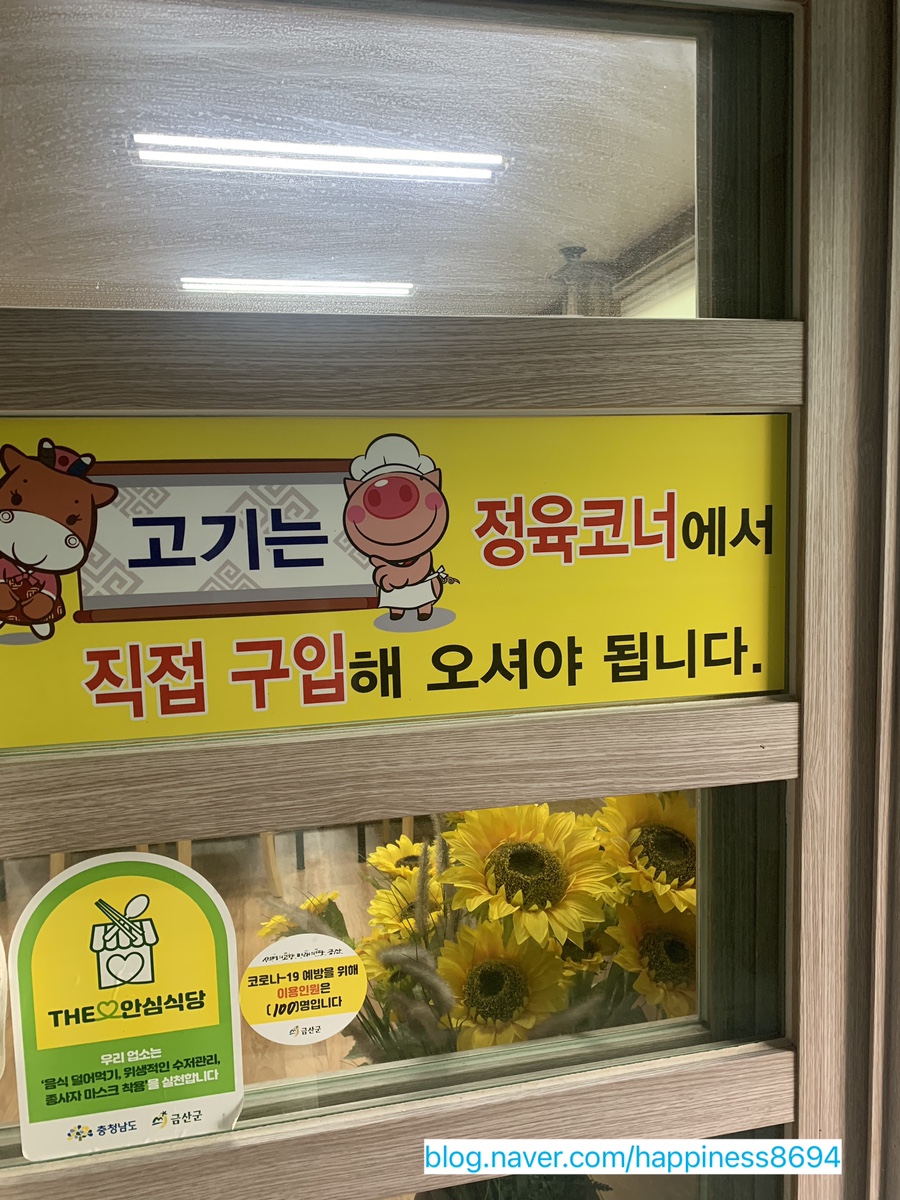 고기는 정육코너에서
직접 구입해 오셔야 됩니다.
THE 안심식당
우리 업소는
'음식 덜어먹기, 위생적인 수저관리,
종사자 마스크 착용'을 실천합니다
충청남도 금산군
코로나-19 예방을 위해
이용인원은
(100)명입니다
금산군
blog.naver.com/happiness8694